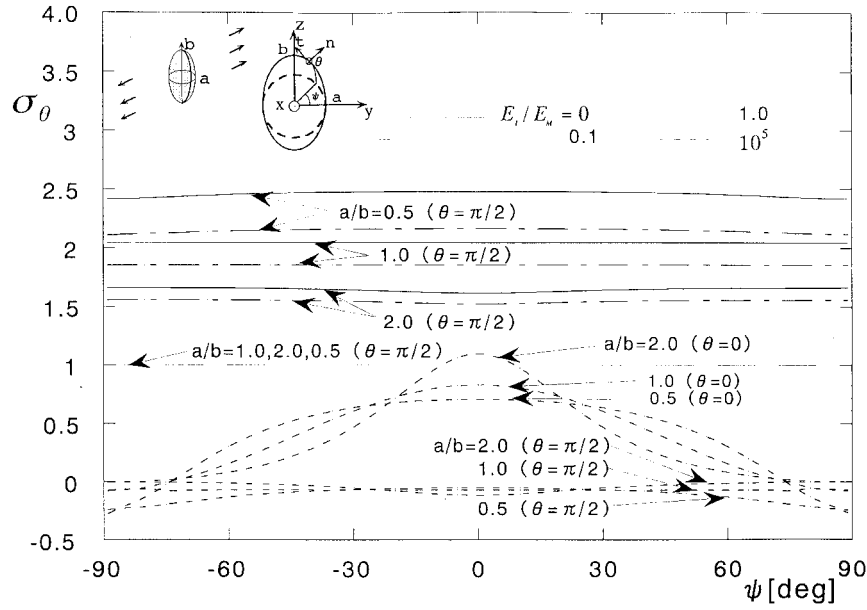 4.0
3.5
3
2.5
2
1.5
1
0.5
0
-0.5
σθ
b
a
z
t
n
b
θ
ψ
x
a
y
E_I/E_M = 0
1.0
0.1
10^5
a/b=0.5 (θ=π/2)
1.0 (θ=π/2)
2.0 (θ=π/2)
a/b=1.0,2.0,0.5 (θ=π/2)
a/b=2.0 (θ=0)
1.0 (θ=0)
0.5 (θ=0)
a/b=2.0 (θ=π/2)
1.0 (θ=π/2)
0.5 (θ=π/2)
-90 -60 -30 0 30 60 90
ψ[deg]